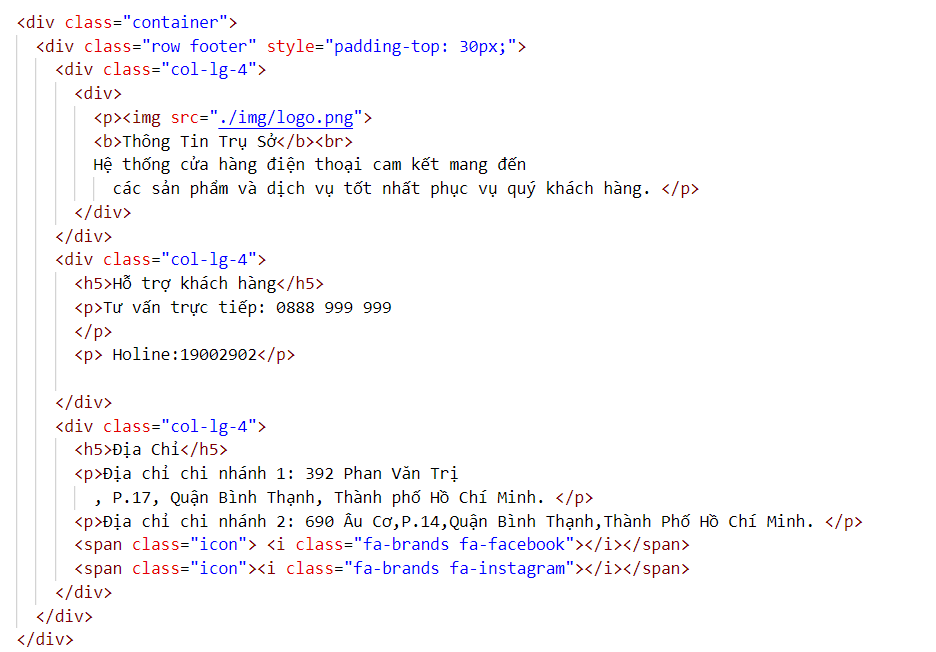 <div class="container">
<div class="row footer" style="padding-top: 30px;">
<div class="col-lg-4">
<div>
<p><img src="./img/logo.png">
<b>Thông Tin Trụ Sở</b><br>
Hệ thống cửa hàng điện thoại cam kết mang đến
các sản phẩm và dịch vụ tốt nhất phục vụ quý khách hàng. </p>
</div>
</div>
<div class="col-lg-4">
<h5>Hỗ trợ khách hàng</h5>
<p>Tư vấn trực tiếp: 0888 999 999
</p>
<p> Holine:19002902</p>
</div>
<div class="col-lg-4">
<h5>Địa Chỉ</h5>
<p>Địa chỉ chi nhánh 1: 392 Phan Văn Trị
, P.17, Quận Bình Thạnh, Thành phố Hồ Chí Minh. </p>
<p>Địa chỉ chi nhánh 2: 690 Âu Cơ,P.14,Quận Bình Thạnh,Thành Phố Hồ Chí Minh. </p>
<span class="icon"> <i class="fa-brands fa-facebook"></i></span>
<span class="icon"><i class="fa-brands fa-instagram"></i></span>
</div>
</div>
</div>